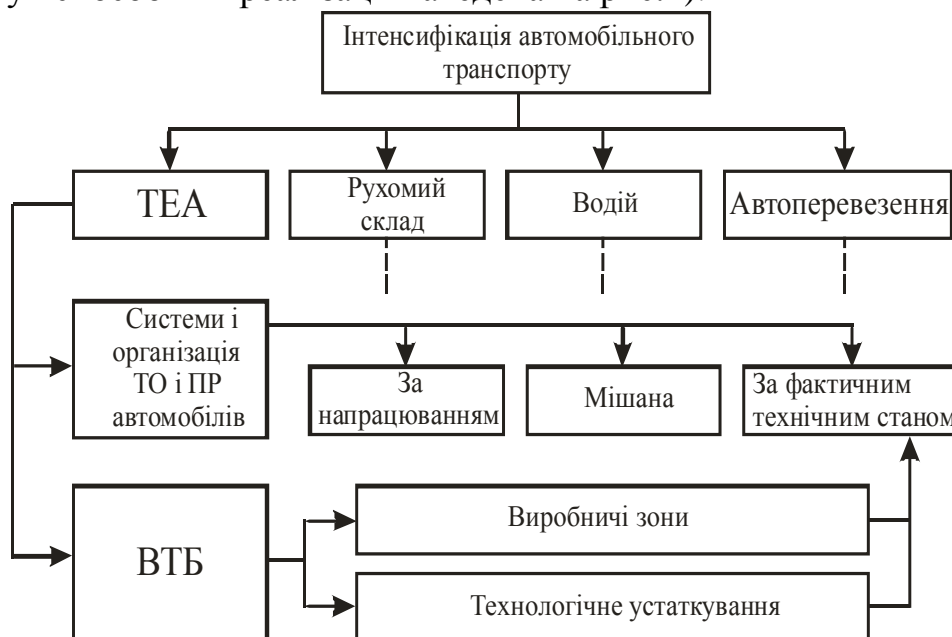 Інтенсифікація автомобільного
транспорту
ТЕА
Рухомий
склад
Водій
Автоперевезення
Системи і
організація
ТО і ПР
автомобілів
За
напрацюванням
Мішана
За фактичним
технічним станом
ВТБ
Виробничі зони
Технологічне устаткування